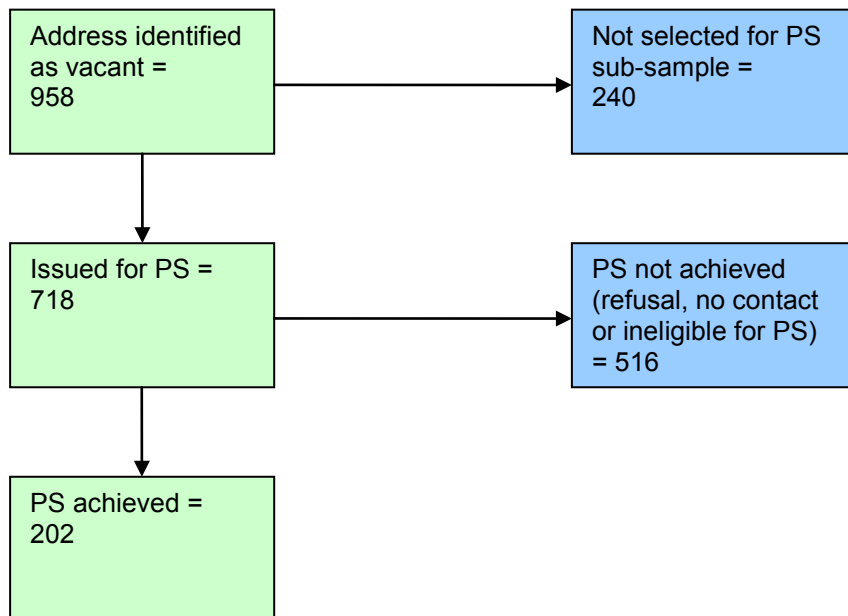 Address identified
as vacant =
958
Not selected for PS
sub-sample =
240
Issued for PS =
718
PS not achieved
(refusal, no contact
or ineligible for PS)
= 516
PS achieved =
202